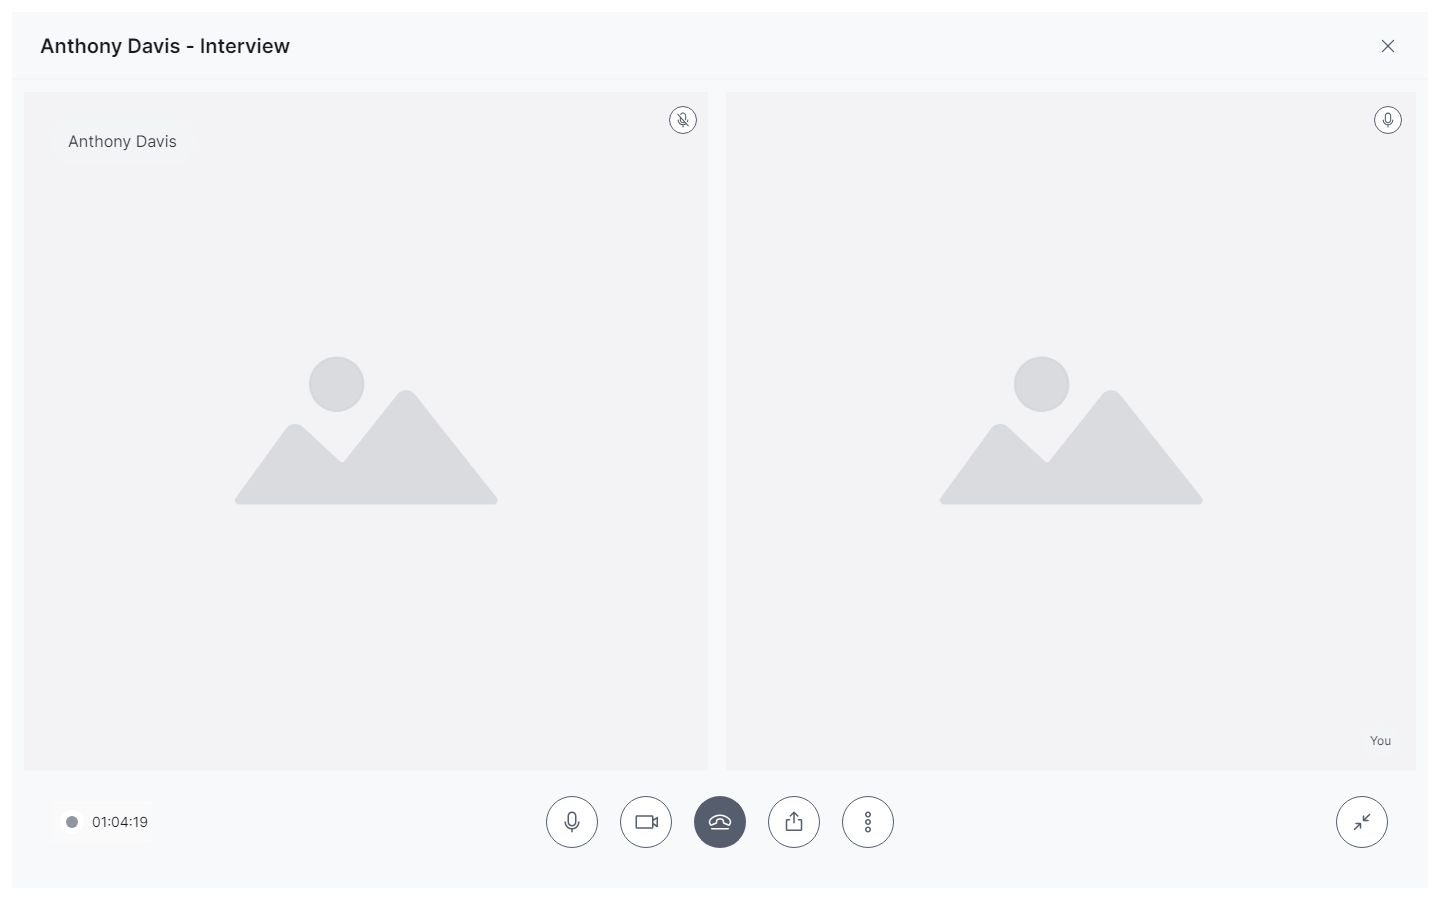 Anthony Davis - Interview
Anthony Davis
You
01:04:19